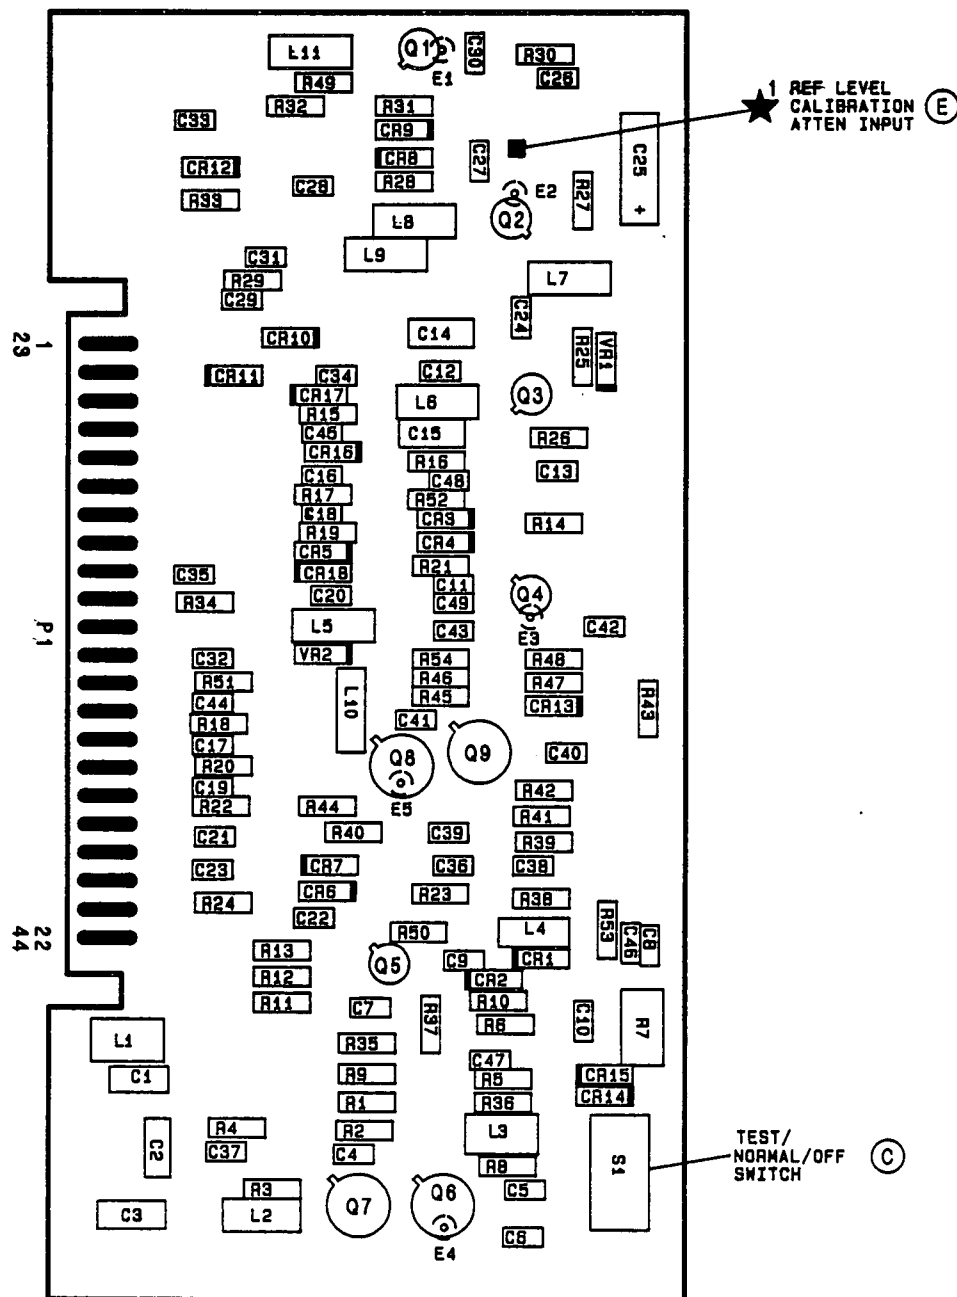 L11
Q1
C30
R30
E1
R49
C26
R32
R31
1 REF LEVEL
CALIBRATION
ATTEN INPUT
E
C33
CR9
C25
+
CR12
CR8
C27
C28
R28
E2
R27
R33
L8
Q2
L9
C31
R29
L7
C29
C24
1
23
CR10
C14
R25
VR1
CR11
C34
C12
CR17
L6
Q3
R15
C45
C15
R26
CR16
R16
C16
C48
C13
R17
R52
C18
CR3
R14
R19
CR4
CR5
R21
C35
CR18
C11
R34
C20
C49
Q4
P1
L5
C43
E3
C42
VR2
C32
R54
R48
R51
R46
R47
L10
R45
CR13
R43
C44
R18
C41
C17
Q8
Q9
C40
R20
C19
E5
R42
R22
R44
R41
C21
R40
C39
R39
C23
CR7
C36
C38
CR6
R23
R38
R24
C22
22
44
R50
L4
R53
C46
C8
R13
Q5
C9
CR1
R12
CR2
R11
C7
R37
R10
R6
C10
R7
L1
R35
C47
C1
R9
R5
CR15
R1
R36
CR14
R4
R2
L3
C2
C37
C4
R8
S1
TEST/
NORMAL/OFF
SWITCH
C
R3
Q7
Q6
C5
C3
L2
E4
C6